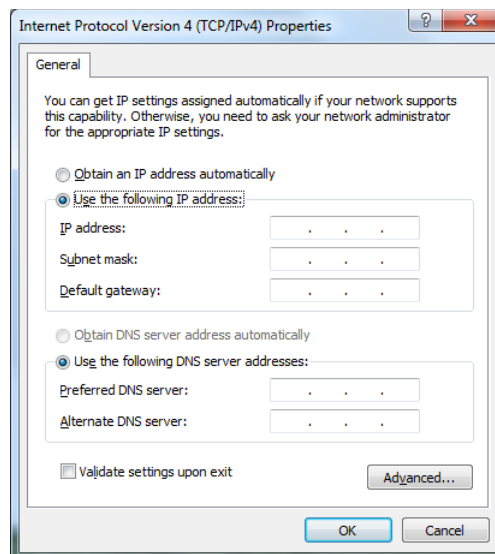 Internet Protocol Version 4 (TCP/IPv4) Properties
General
You can get IP settings assigned automatically if your network supports
this capability. Otherwise, you need to ask your network administrator
for the appropriate IP settings.
Obtain an IP address automatically
Use the following IP address:
IP address:
. . .
Subnet mask:
. . .
Default gateway:
. . .
Obtain DNS server address automatically
Use the following DNS server addresses:
Preferred DNS server:
. . .
Alternate DNS server:
. . .
Validate settings upon exit
Advanced...
OK
Cancel